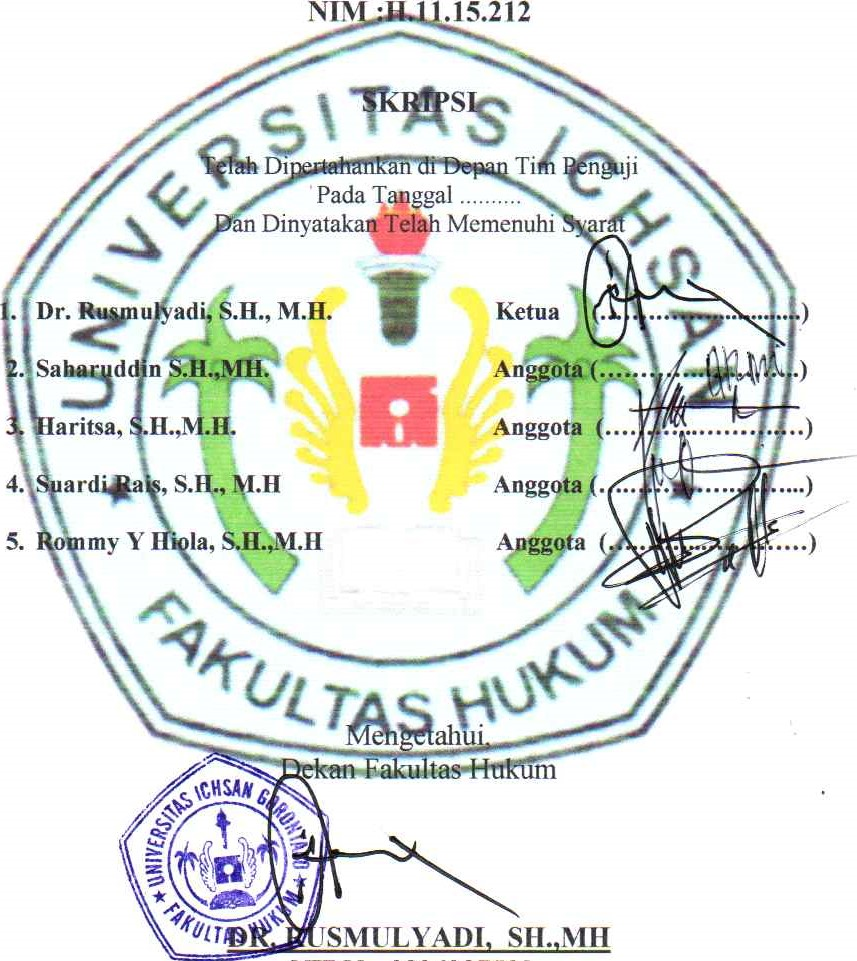 NIM :H.11.15.212
SKRIPSI
Telah Dipertahankan di Depan Tim Penguji
Pada Tanggal ..........
Dan Dinyatakan Telah Memenuhi Syarat
1. Dr. Rusmulyadi, S.H., M.H. Ketua (..............................)
2. Saharuddin S.H.,MH. Anggota (..............................)
3. Haritsa, S.H.,M.H. Anggota (..............................)
4. Suardi Rais, S.H., M.H Anggota (..............................)
5. Rommy Y Hiola, S.H.,M.H Anggota (..............................)
UNIVERSITAS ICHSAN
FAKULTAS HUKUM
Mengetahui,
Dekan Fakultas Hukum
UNIVERSITAS ICHSAN GORONTALO
FAKULTAS HUKUM
DR. RUSMULYADI, SH.,MH